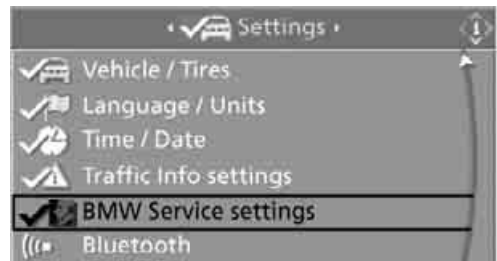 Settings
Vehicle / Tires
Language / Units
Time / Date
Traffic Info settings
BMW Service settings
Bluetooth